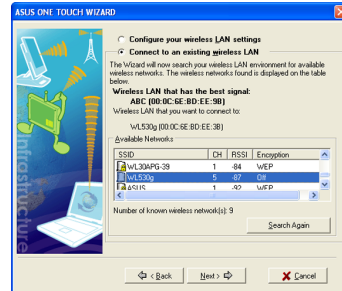 ASUS ONE TOUCH WIZARD
Configure your wireless LAN settings
Connect to an existing wireless LAN
The Wizard will now search your wireless LAN environment for available
wireless networks. The wireless networks found is displayed on the table
below.
Wireless LAN that has the best signal:
ABC (00:0C:6E:BD:EE:9B)
Wireless LAN that you want to connect to:
WL530g (00:0C:6E:BD:EE:3B)
Available Networks
SSID CH RSSI Encryption
WL30APG-39 1 -84 WEP
WL530g 5 -87 Off
ASUS 1 -92 WEP
Number of known wireless network(s): 9
Search Again
< Back
Next >
Cancel
Infrastructure